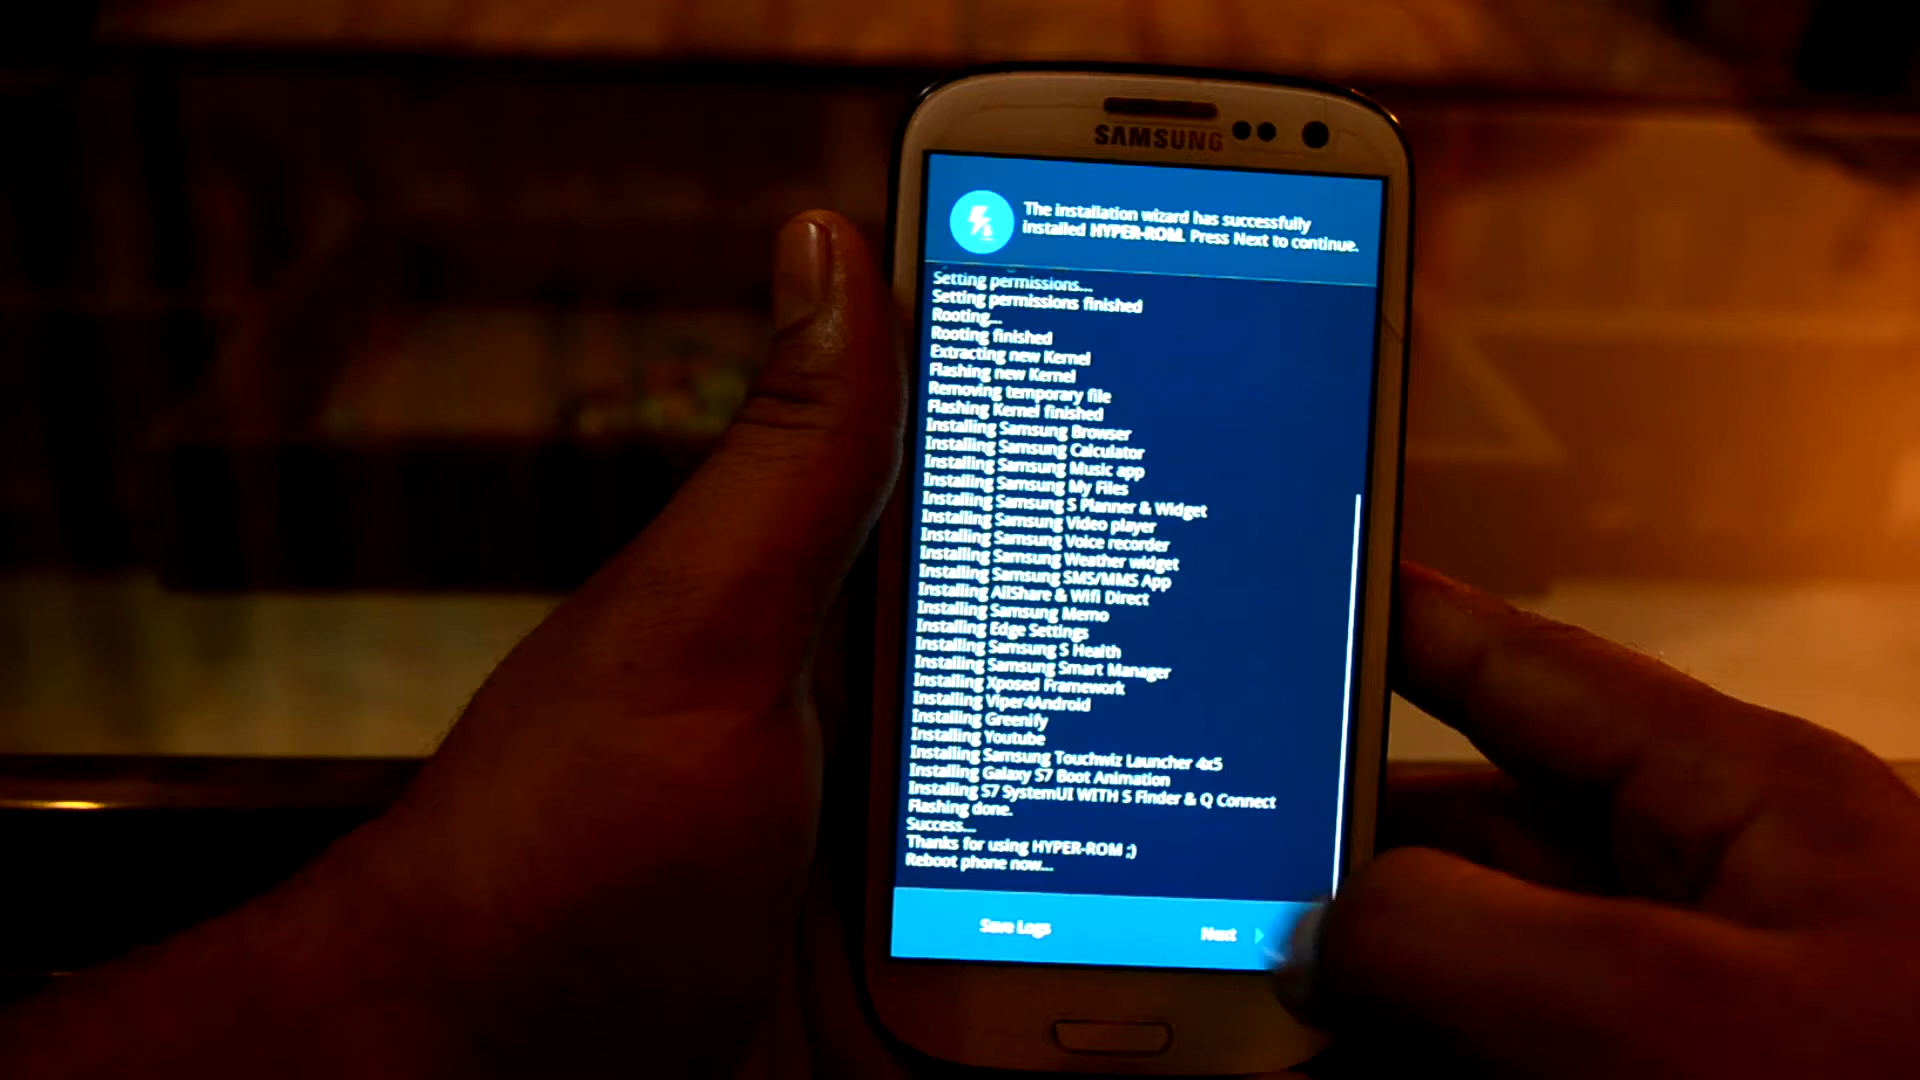 SAMSUNG
The installation wizard has successfully
installed HYPER-ROM. Press Next to continue.
Setting permissions...
Setting permissions finished
Rooting...
Rooting finished
Extracting new Kernel
Flashing new Kernel
Removing temporary file
Flashing Kernel finished
Installing Samsung Browser
Installing Samsung Calculator
Installing Samsung Music app
Installing Samsung My Files
Installing Samsung S Planner & Widget
Installing Samsung Video player
Installing Samsung Voice recorder
Installing Samsung Weather widget
Installing Samsung SMS/MMS App
Installing AllShare & Wifi Direct
Installing Samsung Memo
Installing Edge Settings
Installing Samsung S Health
Installing Samsung Smart Manager
Installing Xposed Framework
Installing Viper4Android
Installing Greenify
Installing Youtube
Installing Samsung Touchwiz Launcher 4x5
Installing Galaxy S7 Boot Animation
Installing S7 SystemUI WITH S Finder & Q Connect
Flashing done.
Success...
Thanks for using HYPER-ROM ;)
Reboot phone now...
Save Logs
Next